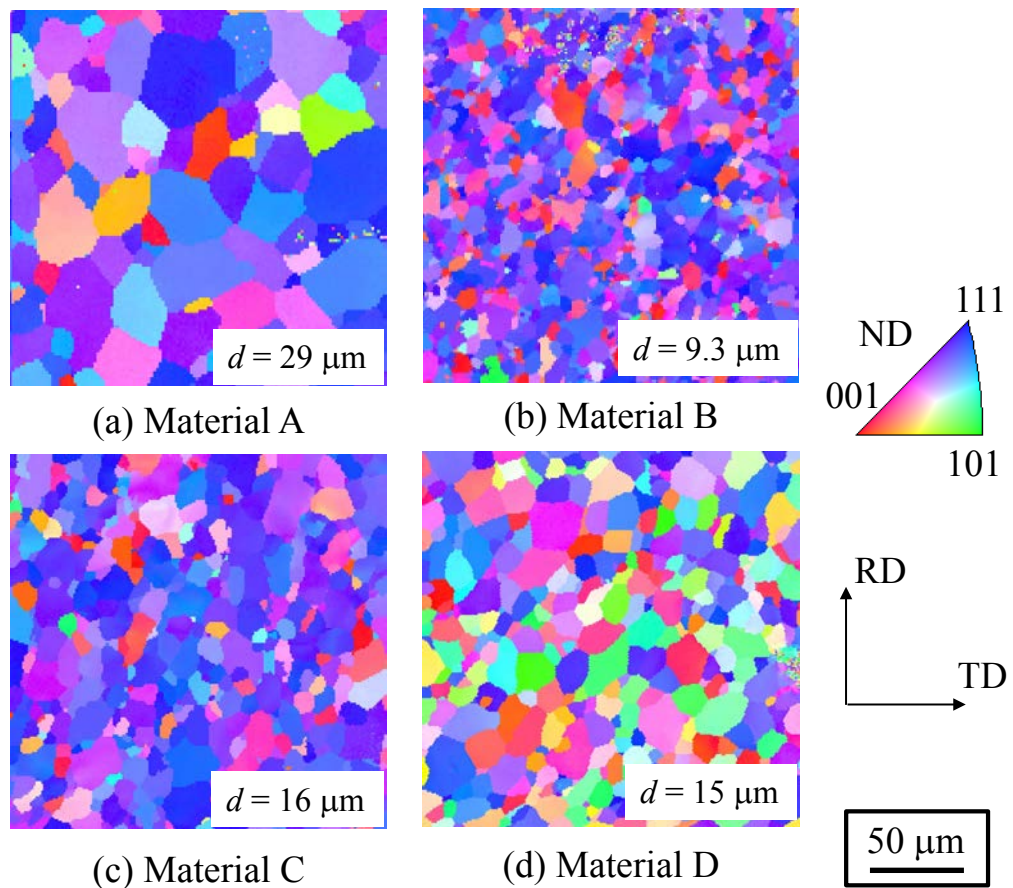 d = 29 μm
(a) Material A
d = 9.3 μm
(b) Material B
111
ND
001
101
d = 16 μm
(c) Material C
d = 15 μm
(d) Material D
RD
TD
50 μm